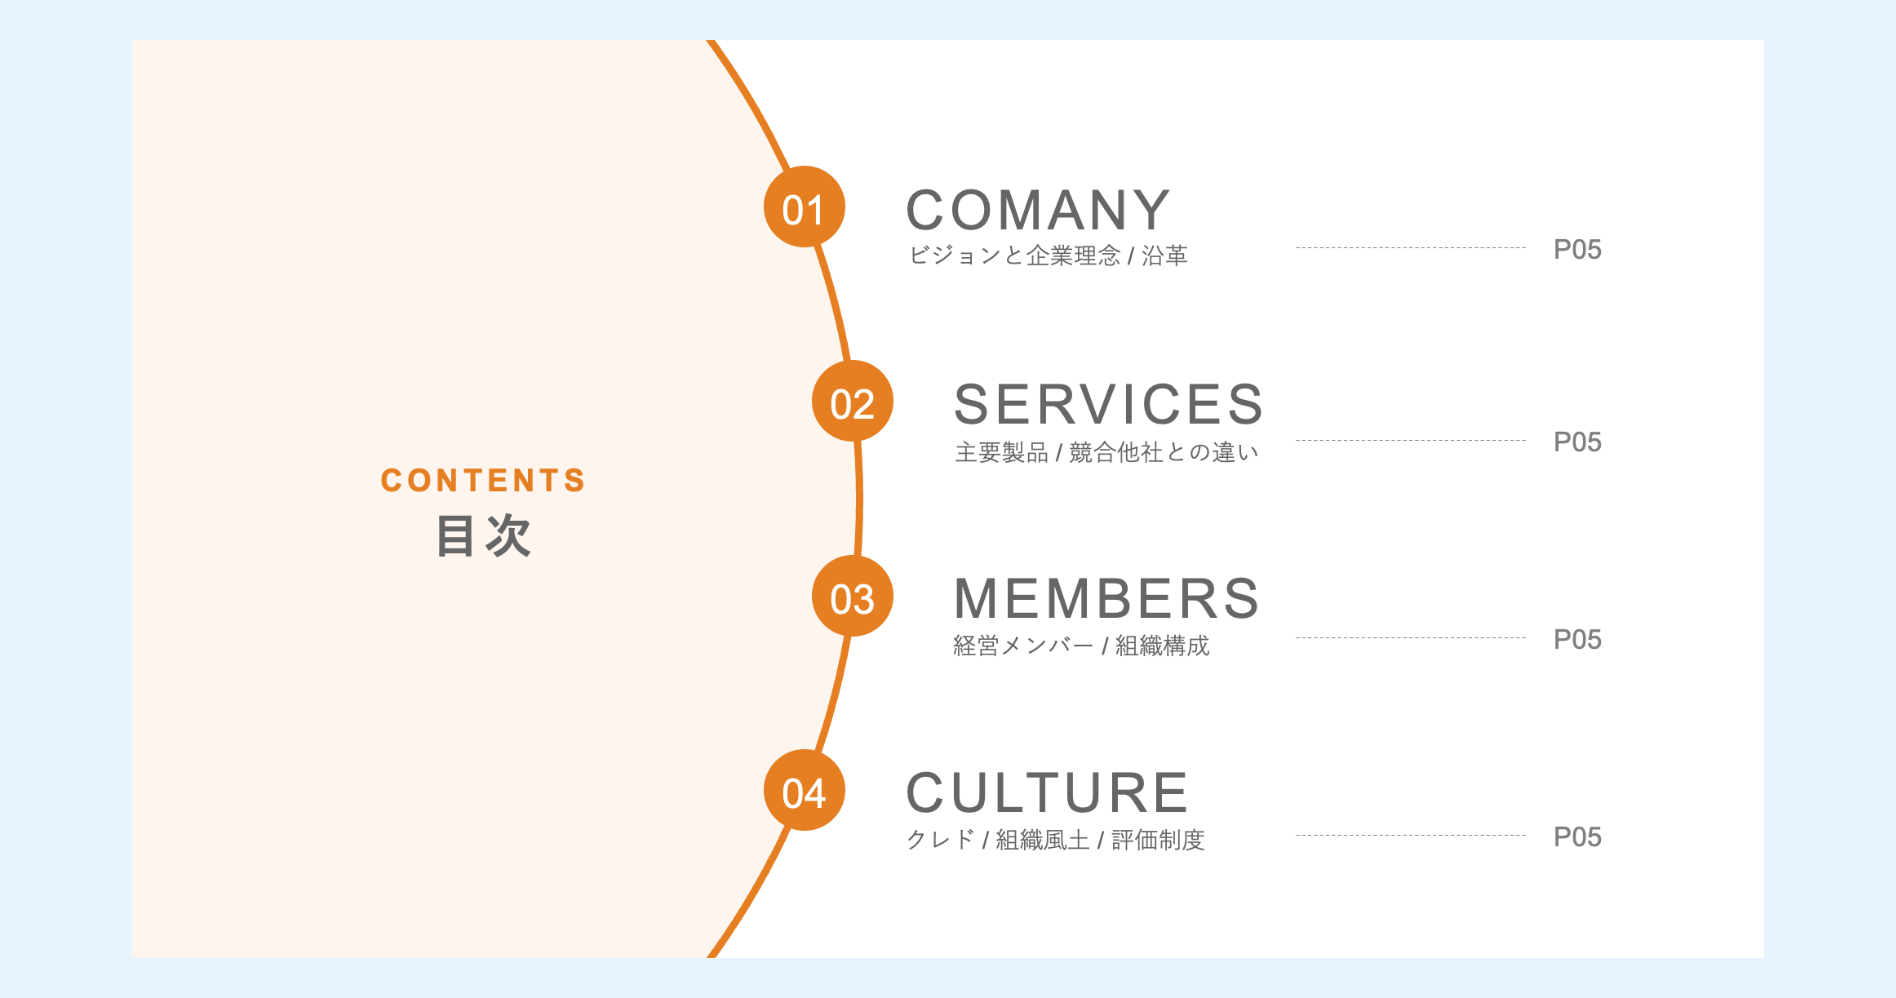 CONTENTS
目次
01
COMANY
ビジョンと企業理念 / 沿革
P05
02
SERVICES
主要製品 / 競合他社との違い
P05
03
MEMBERS
経営メンバー / 組織構成
P05
04
CULTURE
クレド / 組織風土 / 評価制度
P05